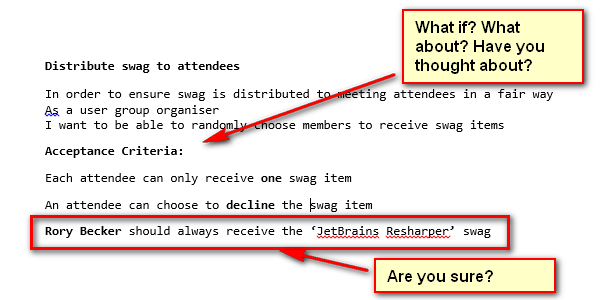 What if? What
about? Have you
thought about?
Distribute swag to attendees
In order to ensure swag is distributed to meeting attendees in a fair way
As a user group organiser
I want to be able to randomly choose members to receive swag items
Acceptance Criteria:
Each attendee can only receive one swag item
An attendee can choose to decline the swag item
Rory Becker should always receive the ‘JetBrains Resharper’ swag
Are you sure?